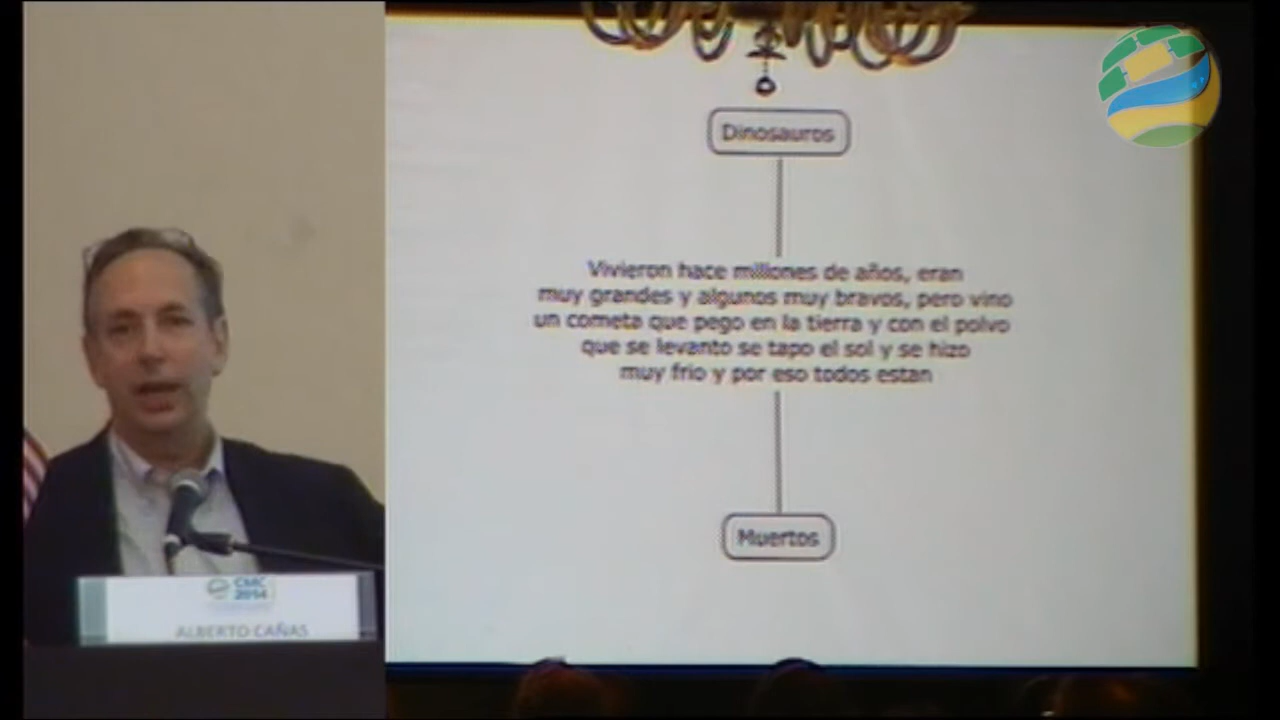 Dinosauros
Vivieron hace millones de años, eran
muy grandes y algunos muy bravos, pero vino
un cometa que pego en la tierra y con el polvo
que se levanto se tapo el sol y se hizo
muy frio y por eso todos estan
Muertos
CMC
2014
ALBERTO CAÑAS